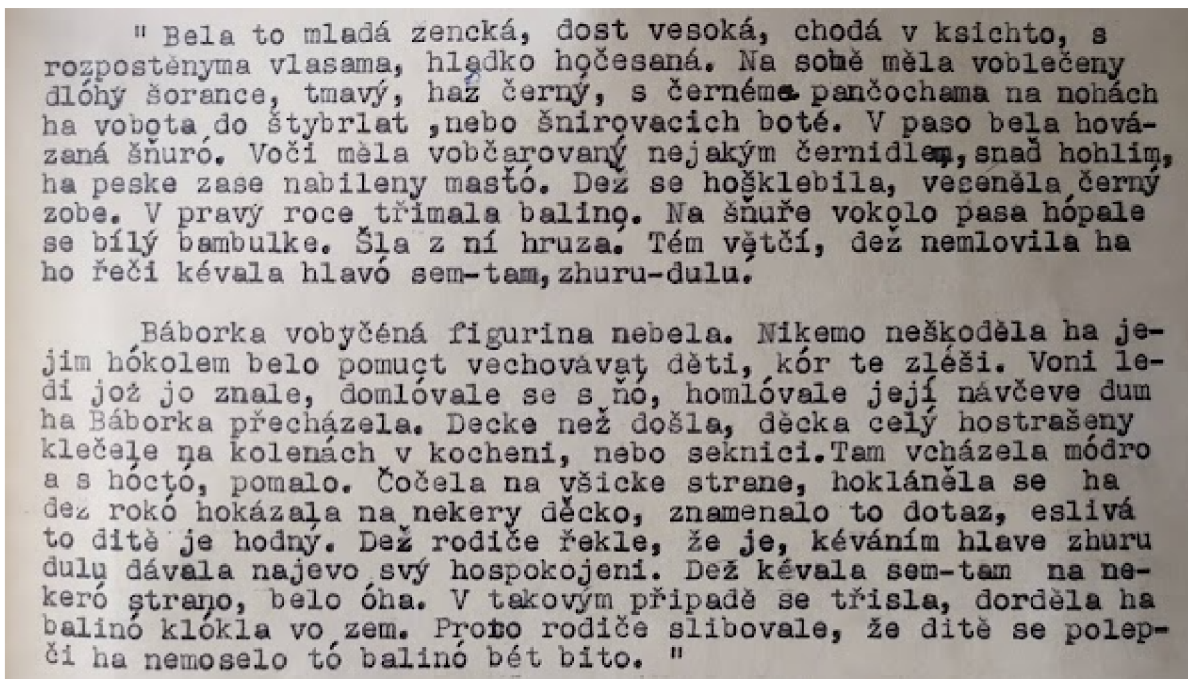 " Bela to mladá žencká, dost vesoká, chodá v ksichto, s
rozpostěnyma vlasama, hladko hočesaná. Na sobě měla voblečeny
dlóhý šorance, tmavý, haž černý, s černéma pančochama na nohách
ha vobota do štybrlat ,nebo šnirovacich boté. V paso bela hová-
zaná šňuró. Voči měla vobčarovaný nejakým černidlem, snaď hohlim,
ha peske zase nabileny mastó. Dež se hošklebila, veseněla černý
zobe. V pravý roce třimala balino. Na šňuře vokolo pasa hópale
se bílý bambulke. Šla z ní hruza. Tém větčí, dež nemlovila ha
ho řeči kévala hlavó sem-tam, zhuru-dulu.
Báborka vobyčéná figurina nebela. Nikemo neškoděla ha je-
jim hókolem belo pomuct vechovávat děti, kór te zléši. Voni le-
di jož jo znale, domlóvale se s ňó, homlóvale její návčeve dum
ha Báborka přecházela. Decke než došla, děcka celý hostrašeny
klečele na kolenách v kocheni, nebo seknici. Tam vcházela módro
a s hóctó, pomalo. Čočela na všicke strane, hokláněla se ha
dež rokó hokázala na nekery děcko, znamenalo to dotaz, eslivá
to ditě je hodný. Dež rodiče řekle, že je, kéváním hlave zhuru
dulu dávala najevo svý hospokojeni. Dež kévala sem-tam na ne-
keró strano, belo óha. V takovým připadě se třisla, dorděla ha
balinó klókla vo zem. Proto rodiče slibovale, že ditě se polep-
či ha nemoselo tó balinó bét bito. "